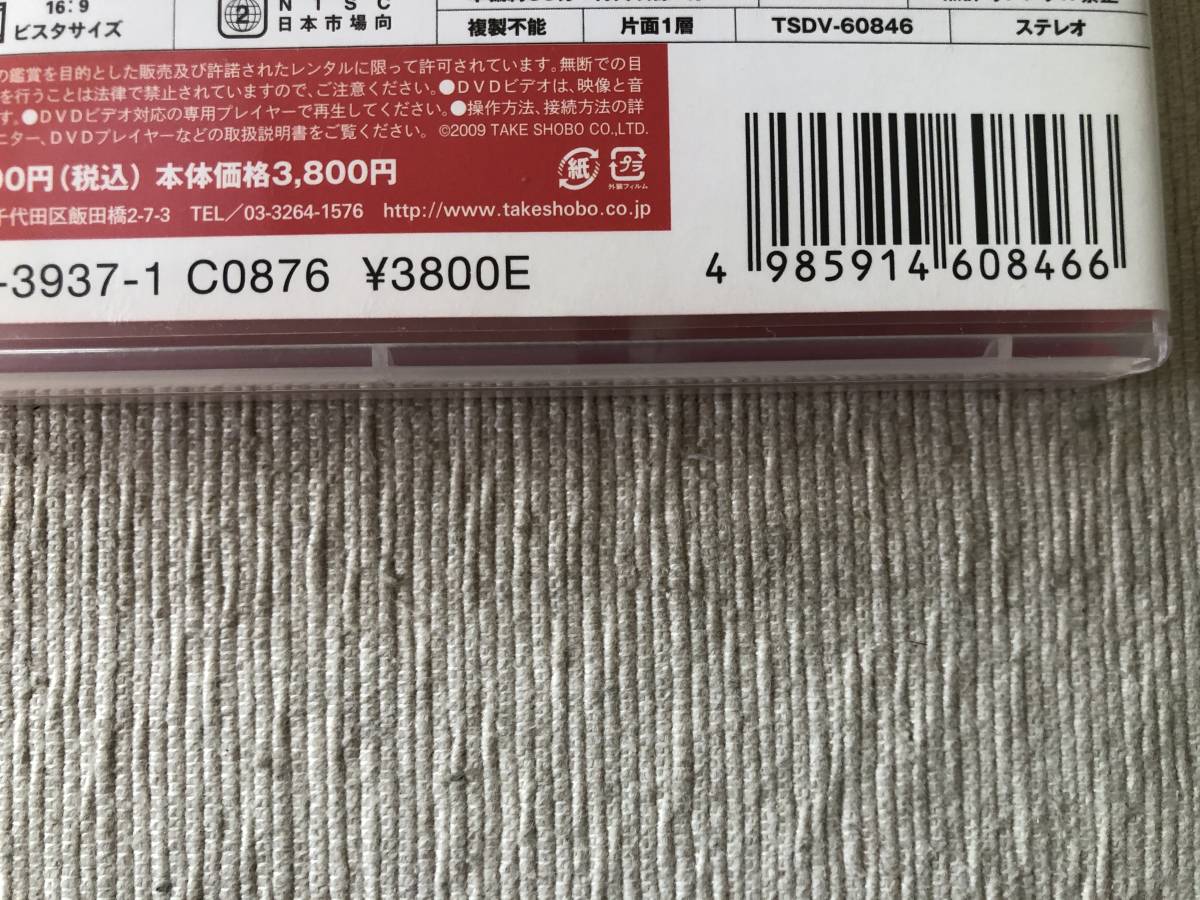 16:9
ビスタサイズ
2
NTSC
日本市場向
複製不能
片面1層
TSDV-60846
ステレオ
の鑑賞を目的とした販売及び許諾されたレンタルに限って許可されています。無断での目
を行うことは法律で禁止されていますので、ご注意ください。●DVDビデオは、映像と音
す。●DVDビデオ対応の専用プレイヤーで再生してください。●操作方法、接続方法の詳
ニター、DVDプレイヤーなどの取扱説明書をご覧ください。 ©2009 TAKE SHOBO CO.,LTD.
00円(税込) 本体価格3,800円
紙
プラ
外装フィルム
千代田区飯田橋2-7-3 TEL/03-3264-1576 http://www.takeshobo.co.jp
-3937-1 C0876 ¥3800E
4 985914 608466